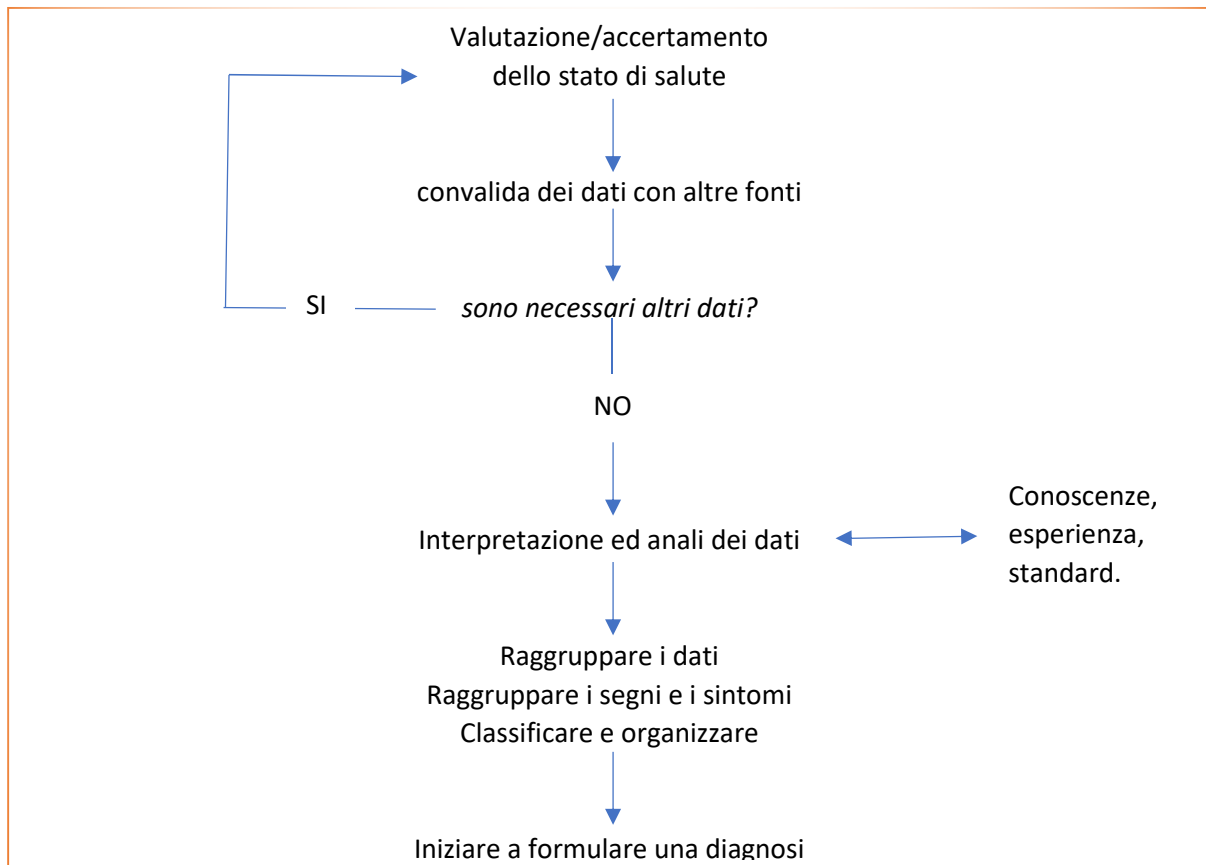 Valutazione/accertamento
dello stato di salute
convalida dei dati con altre fonti
SI
sono necessari altri dati?
NO
Interpretazione ed anali dei dati
Conoscenze,
esperienza,
standard.
Raggruppare i dati
Raggruppare i segni e i sintomi
Classificare e organizzare
Iniziare a formulare una diagnosi